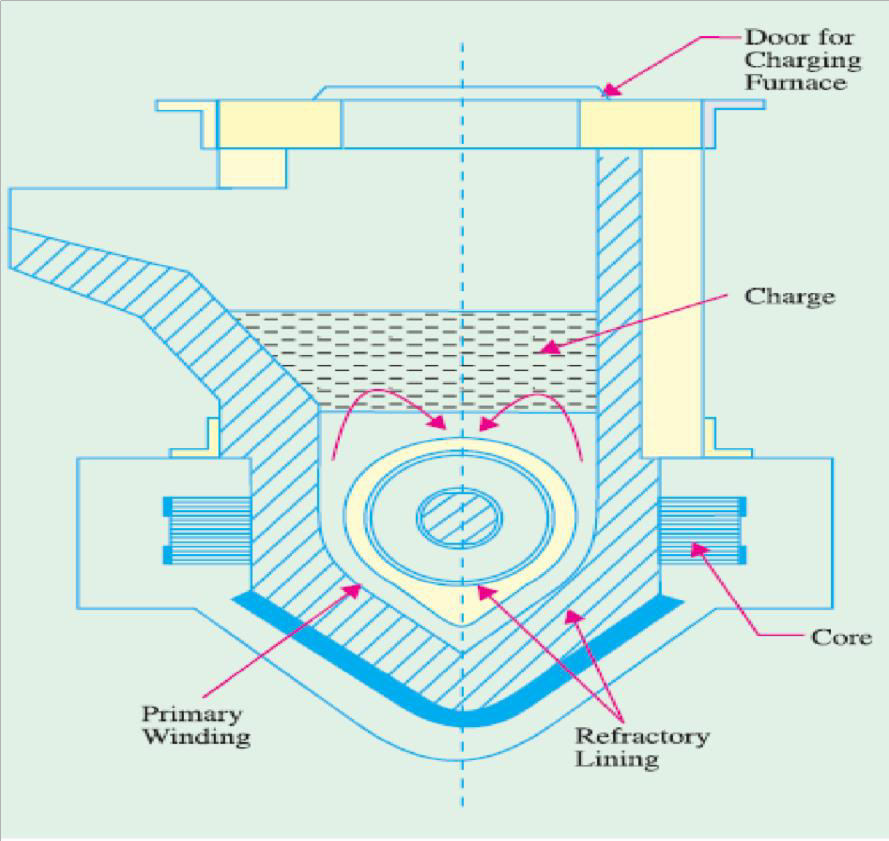 Door for
Charging
Furnace
Charge
Core
Primary
Winding
Refractory
Lining